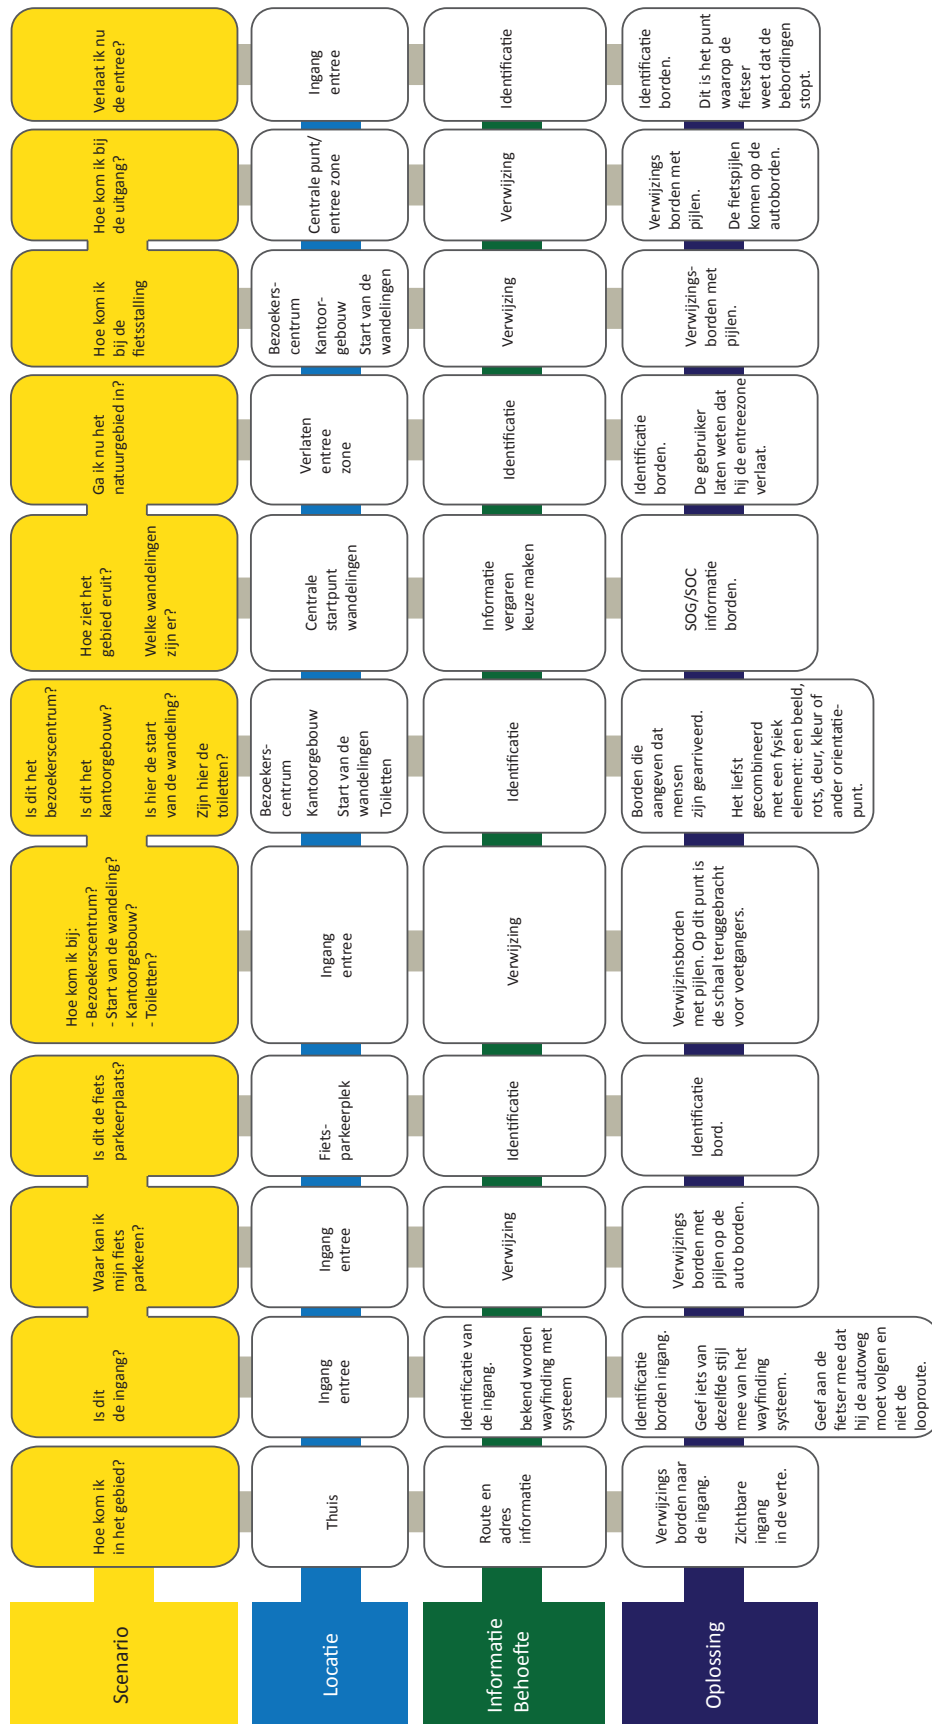 Scenario
Hoe kom ik
in het gebied?
Is dit
de ingang?
Waar kan ik
mijn fiets
parkeren?
Is dit de fiets
parkeerplaats?
Hoe kom ik bij:
- Bezoekerscentrum?
- Start van de wandeling?
- Kantoorgebouw?
- Toiletten?
Is dit het
bezoekerscentrum?
Is dit het
kantoorgebouw?
Is hier de start
van de wandeling?
Zijn hier de
toiletten?
Hoe ziet het
gebied eruit?
Welke wandelingen
zijn er?
Ga ik nu het
natuurgebied in?
Hoe kom ik
bij de
fietsstalling
Hoe kom ik bij
de uitgang?
Verlaat ik nu
de entree?
Locatie
Thuis
Ingang
entree
Ingang
entree
Fiets-
parkeerplek
Ingang
entree
Bezoekers-
centrum
Kantoorgebouw
Start van de
wandelingen
Toiletten
Centrale
startpunt
wandelingen
Verlaten
entree
zone
Bezoekers-
centrum
Kantoor-
gebouw
Start van de
wandelingen
Centrale punt/
entree zone
Ingang
entree
Informatie
Behoefte
Route en
adres
informatie
Identificatie van
de ingang.
bekend worden
wayfinding met
systeem
Verwijzing
Identificatie
Verwijzing
Identificatie
Informatie
vergaren
keuze maken
Identificatie
Verwijzing
Verwijzing
Identificatie
Oplossing
Verwijzings
borden naar
de ingang.
Zichtbare
ingang
in de verte.
Identificatie
borden ingang.
Geef iets van
dezelfde stijl
mee van het
wayfinding
systeem.
Geef aan de
fietser mee dat
hij de autoweg
moet volgen en
niet de
looproute.
Verwijzings
borden met
pijlen op de
auto borden.
Identificatie
bord.
Verwijzinsborden
met pijlen. Op dit punt is
de schaal teruggebracht
voor voetgangers.
Borden die
aangeven dat
mensen
zijn gearriveerd.
Het liefst
gecombineerd
met een fysiek
element: een beeld,
rots, deur, kleur of
ander orientatie-
punt.
SOG/SOC
informatie
borden.
Identificatie
borden.
De gebruiker
laten weten dat
hij de entreezone
verlaat.
Verwijzings-
borden met
pijlen.
Verwijzings
borden met
pijlen.
De fietspijlen
komen op de
autoborden.
Identificatie
borden.
Dit is het punt
waarop de
fietser
weet dat de
bebordingen
stopt.